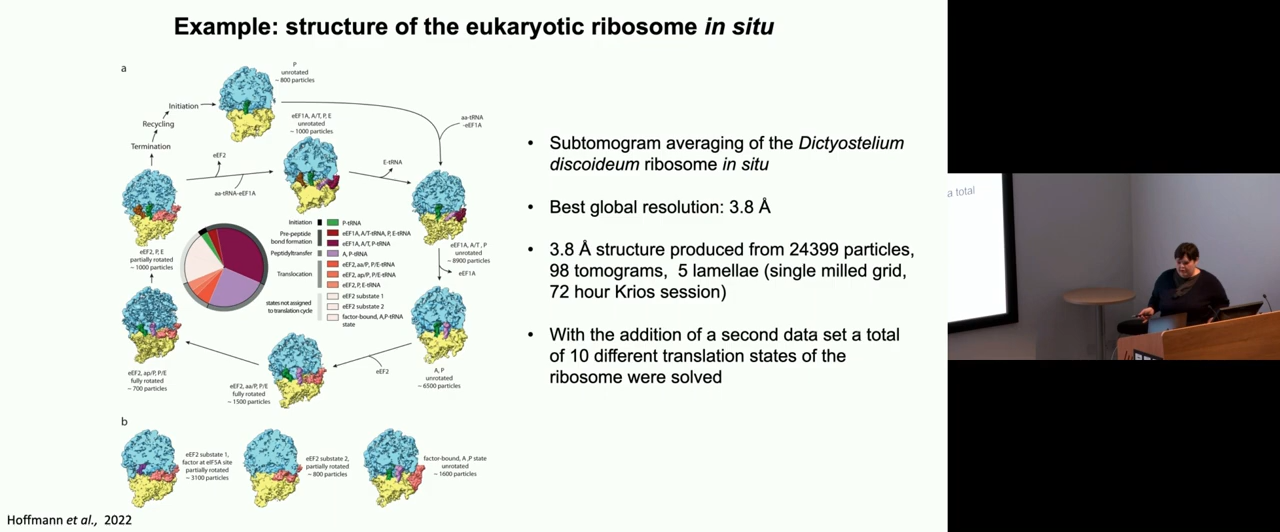 Example: structure of the eukaryotic ribosome in situ
a
P
unrotated
~ 800 particles
Initiation
Recycling
Termination
eEF1A, A/T, P, E
unrotated
~ 1000 particles
aa-tRNA
-eEF1A
eEF2
aa-tRNA-eEF1A
E-tRNA
eEF2, P, E
partially rotated
~ 1000 particles
Initiation
P-tRNA
Pre-peptide
bond formation
eEF1A, A/T-tRNA, P, E-tRNA
eEF1A, A/T, P-tRNA
Peptidyltransfer
A, P-tRNA
Translocation
eEF2, aa/P, P/E-tRNA
eEF2, ap/P, P/E-tRNA
eEF2, P, E-tRNA
states not assigned
to translation cycle
eEF2 substate 1
eEF2 substate 2
factor-bound, A,P-tRNA
state
eEF1A, A/T , P
unrotated
~ 8900 particles
eEF1A
eEF2, ap/P, P/E
fully rotated
~ 700 particles
eEF2, aa/P, P/E
fully rotated
~ 1500 particles
eEF2
A, P
unrotated
~ 6500 particles
b
eEF2 substate 1,
factor at eIF5A site
partially rotated
~ 3100 particles
eEF2 substate 2,
partially rotated
~ 800 particles
factor-bound, A ,P state
unrotated
~ 1600 particles
• Subtomogram averaging of the Dictyostelium
discoideum ribosome in situ
• Best global resolution: 3.8 Å
• 3.8 Å structure produced from 24399 particles,
98 tomograms, 5 lamellae (single milled grid,
72 hour Krios session)
• With the addition of a second data set a total
of 10 different translation states of the
ribosome were solved
Hoffmann et al., 2022
a total